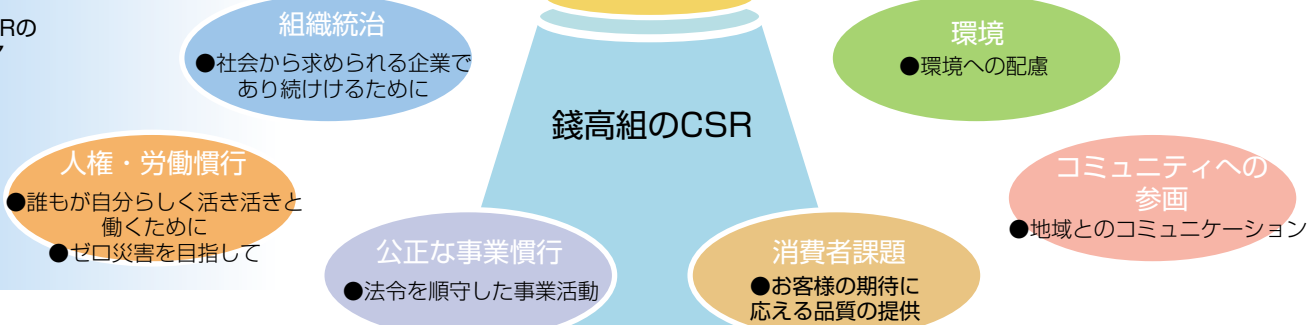 Rの
組織統治
●社会から求められる企業で
あり続けるために
環境
●環境への配慮
錢高組のCSR
人権・労働慣行
●誰もが自分らしく活き活きと
働くために
●ゼロ災害を目指して
コミュニティへの
参画
●地域とのコミュニケーション
公正な事業慣行
●法令を順守した事業活動
消費者課題
●お客様の期待に
応える品質の提供